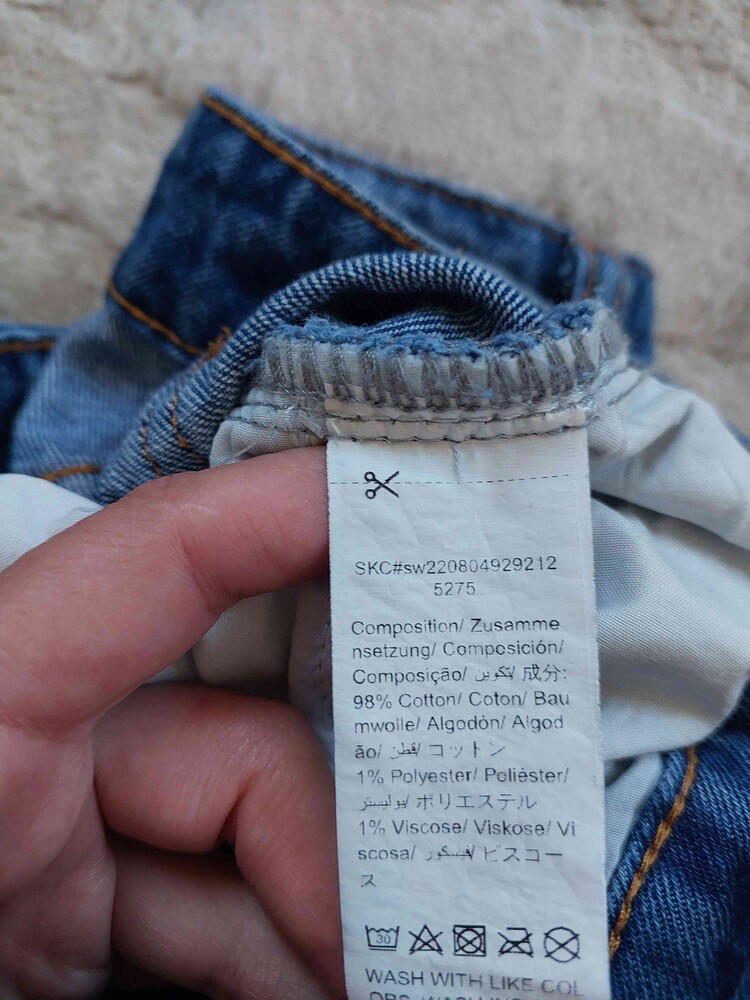 SKC#sw220804929212
5275
Composition/ Zusamme
nsetzung/ Composición/
Composição/ تكوين/ 成分:
98% Cotton/ Coton/ Bau
mwolle/ Algodón/ Algod
ão/ قطن/ コットン
1% Polyester/ Poliéster/
بوليستر/ ポリエステル
1% Viscose/ Viskose/ Vi
scosa/ فيسكوز/ ビスコー
ス
30
WASH WITH LIKE COL